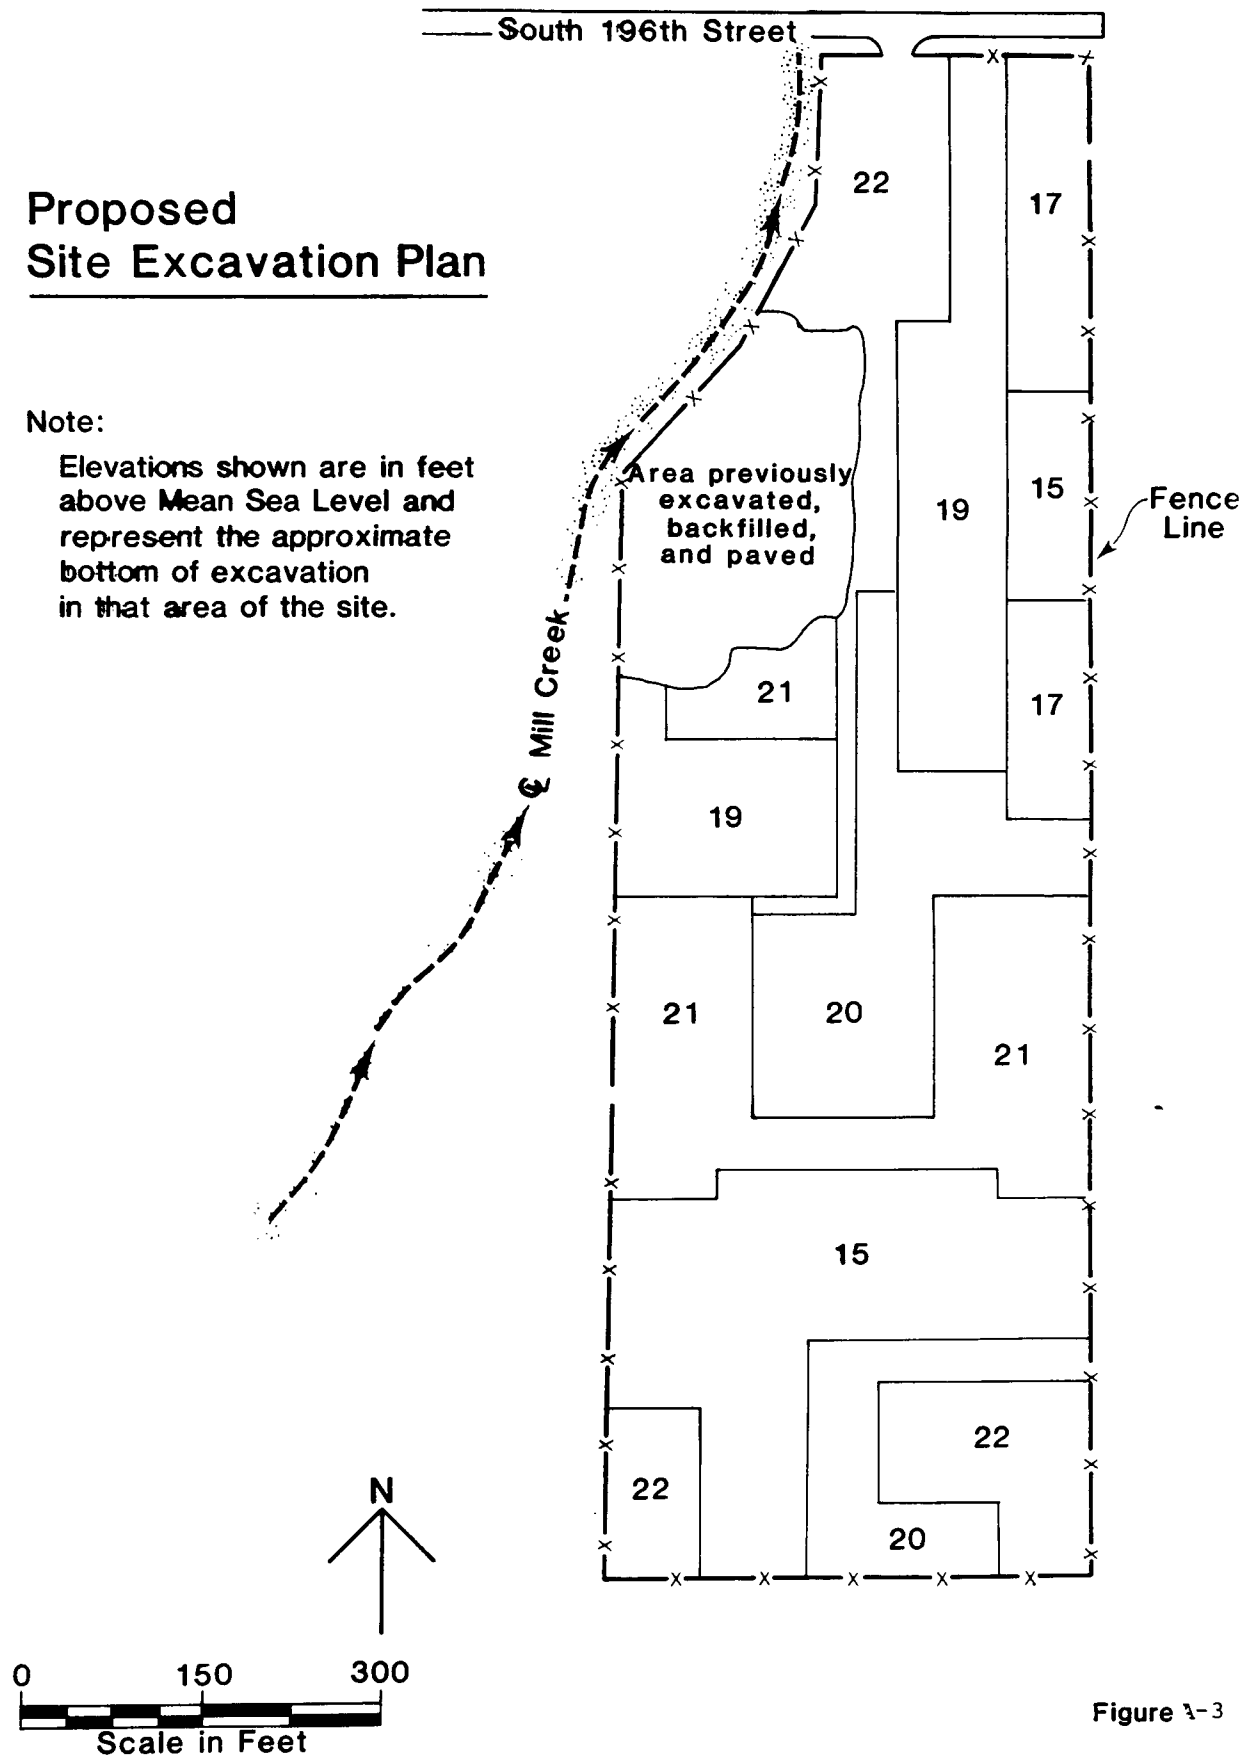 South 196th Street
Proposed
Site Excavation Plan
22
17
Note:
Elevations shown are in feet
above Mean Sea Level and
represent the approximate
bottom of excavation
in that area of the site.
Area previously
excavated,
backfilled,
and paved
19
15
Fence
Line
℄ Mill Creek
21
17
19
21
20
21
15
22
22
20
N
0 150 300
Scale in Feet
Figure -3